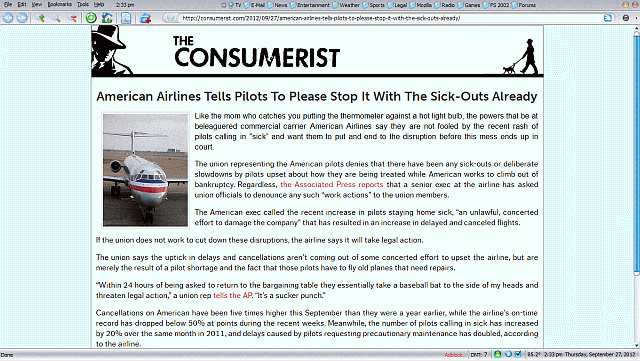 File Edit View Bookmarks Tools Help 2:33 pm TV E-Mail News Entertainment Weather Sports Legal Mozilla Radio Games FS 2002 Forums
http://consumerist.com/2012/09/27/american-airlines-tells-pilots-to-please-stop-it-with-the-sick-outs-already/
THE
CONSUMERIST
American Airlines Tells Pilots To Please Stop It With The Sick-Outs Already
Like the mom who catches you putting the thermometer against a hot light bulb, the powers that be at
beleaguered commercial carrier American Airlines say they are not fooled by the recent rash of
pilots calling in "sick" and want them to put and end to the disruption before this mess ends up in
court.
The union representing the American pilots denies that there have been any sick-outs or deliberate
slowdowns by pilots upset about how they are being treated while American works to climb out of
bankruptcy. Regardless, the Associated Press reports that a senior exec at the airline has asked
union officials to denounce any such "work actions" to the union members.
The American exec called the recent increase in pilots staying home sick, "an unlawful, concerted
effort to damage the company" that has resulted in an increase in delayed and canceled flights.
If the union does not work to cut down these disruptions, the airline says it will take legal action.
The union says the uptick in delays and cancellations aren't coming out of some concerted effort to upset the airline, but
are merely the result of a pilot shortage and the fact that those pilots have to fly old planes that need repairs.
"Within 24 hours of being asked to return to the bargaining table they essentially take a baseball bat to the side of my heads and
threaten legal action," a union rep tells the AP. "It's a sucker punch."
Cancellations on American have been five times higher this September than they were a year earlier, while the airline's on-time
record has dropped below 50% at points during the recent weeks. Meanwhile, the number of pilots calling in sick has increased
by 20% over the same month in 2011, and delays caused by pilots requesting precautionary maintenance has doubled, according
to the airline.
Done Adblock DNT: 7 85.2° 2:33 pm Thursday, September 27, 2012